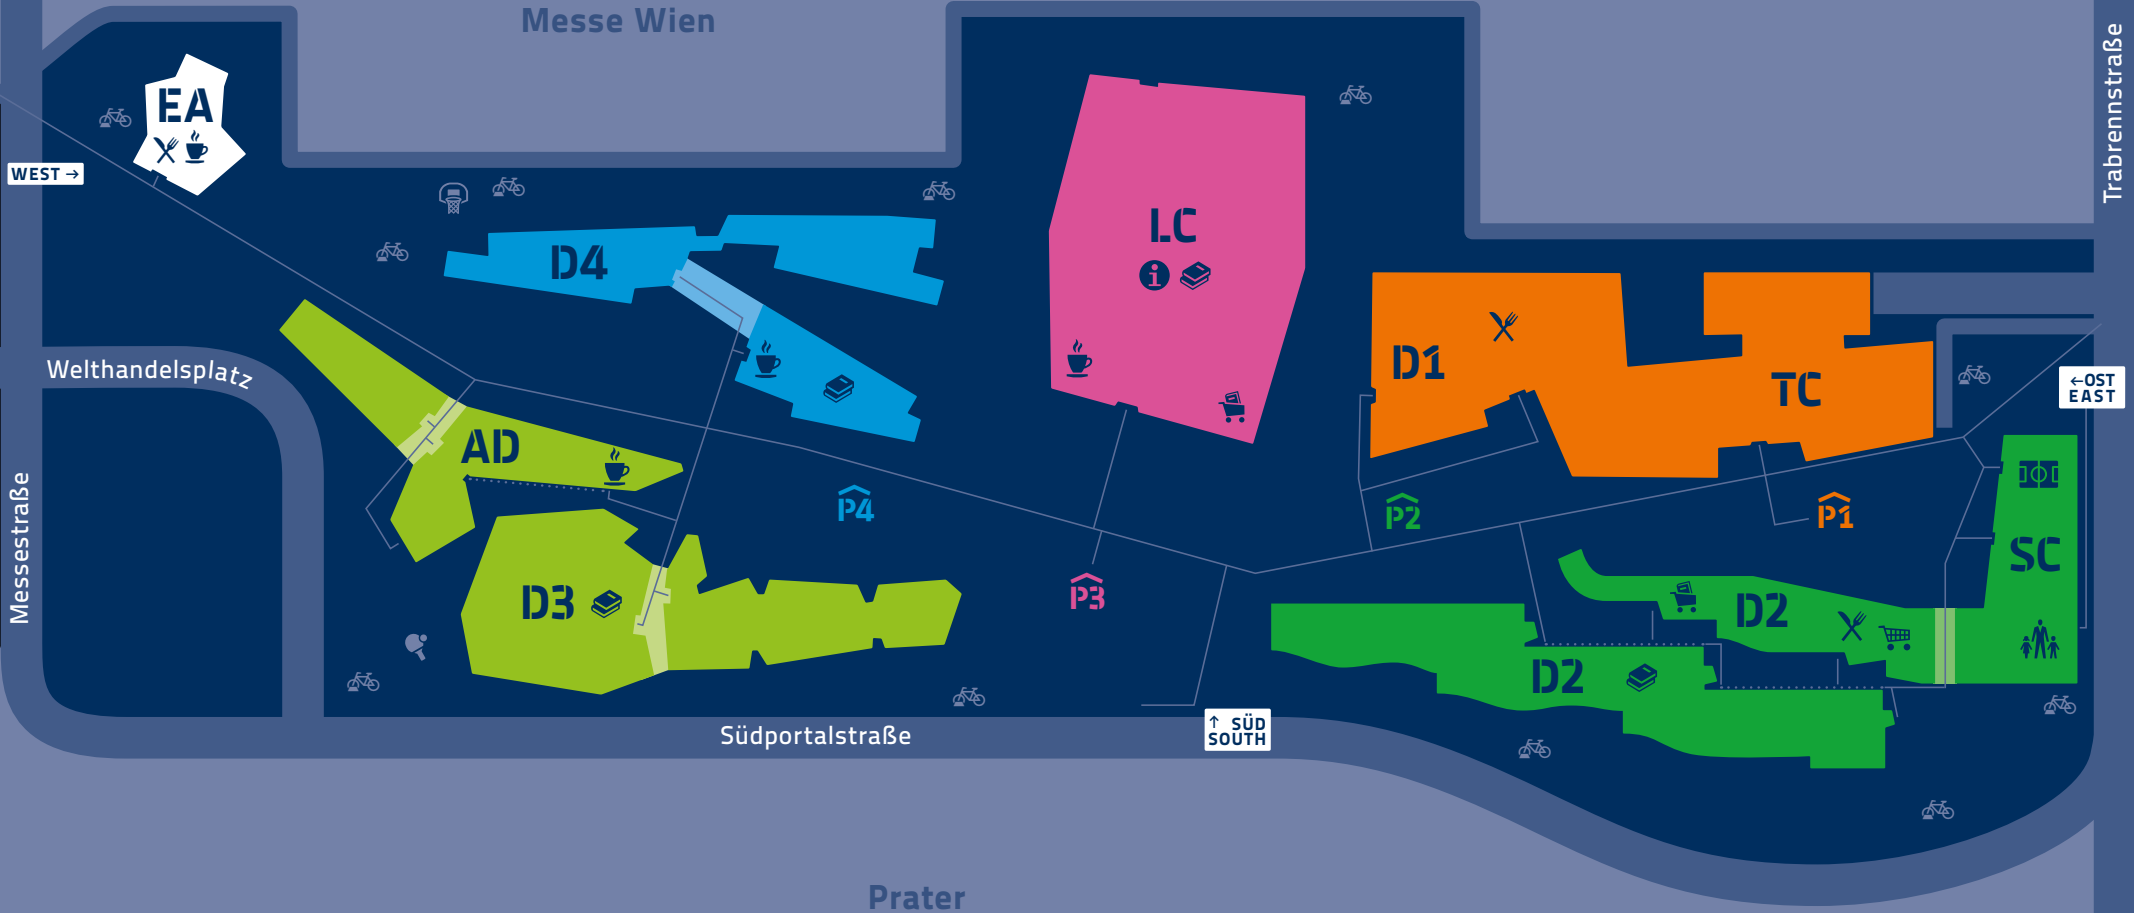 Messe Wien
Trabrennstraße
EA
WEST →
LC
D4
D1
TC
Welthandelsplatz
←OST
EAST
AD
P4
P2
P1
Messestraße
SC
D3
P3
D2
D2
↑ SÜD
SOUTH
Südportalstraße
Prater